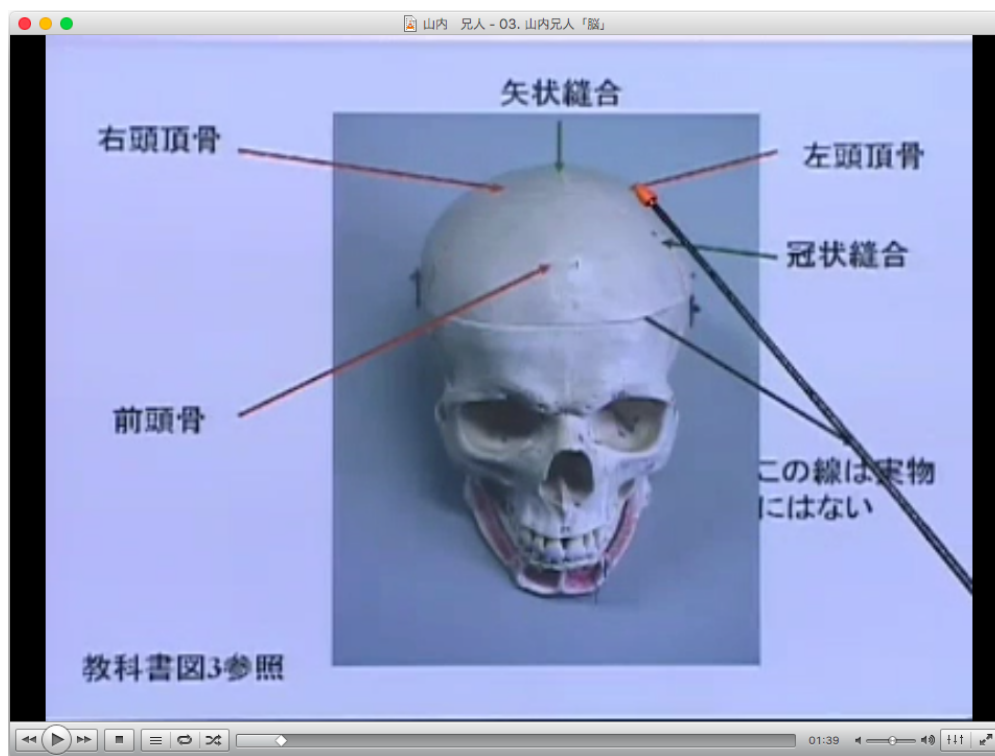 山内 兄人 - 03. 山内兄人「脳」
矢状縫合
右頭頂骨
左頭頂骨
冠状縫合
前頭骨
この線は実物
にはない
教科書図3参照
01:39